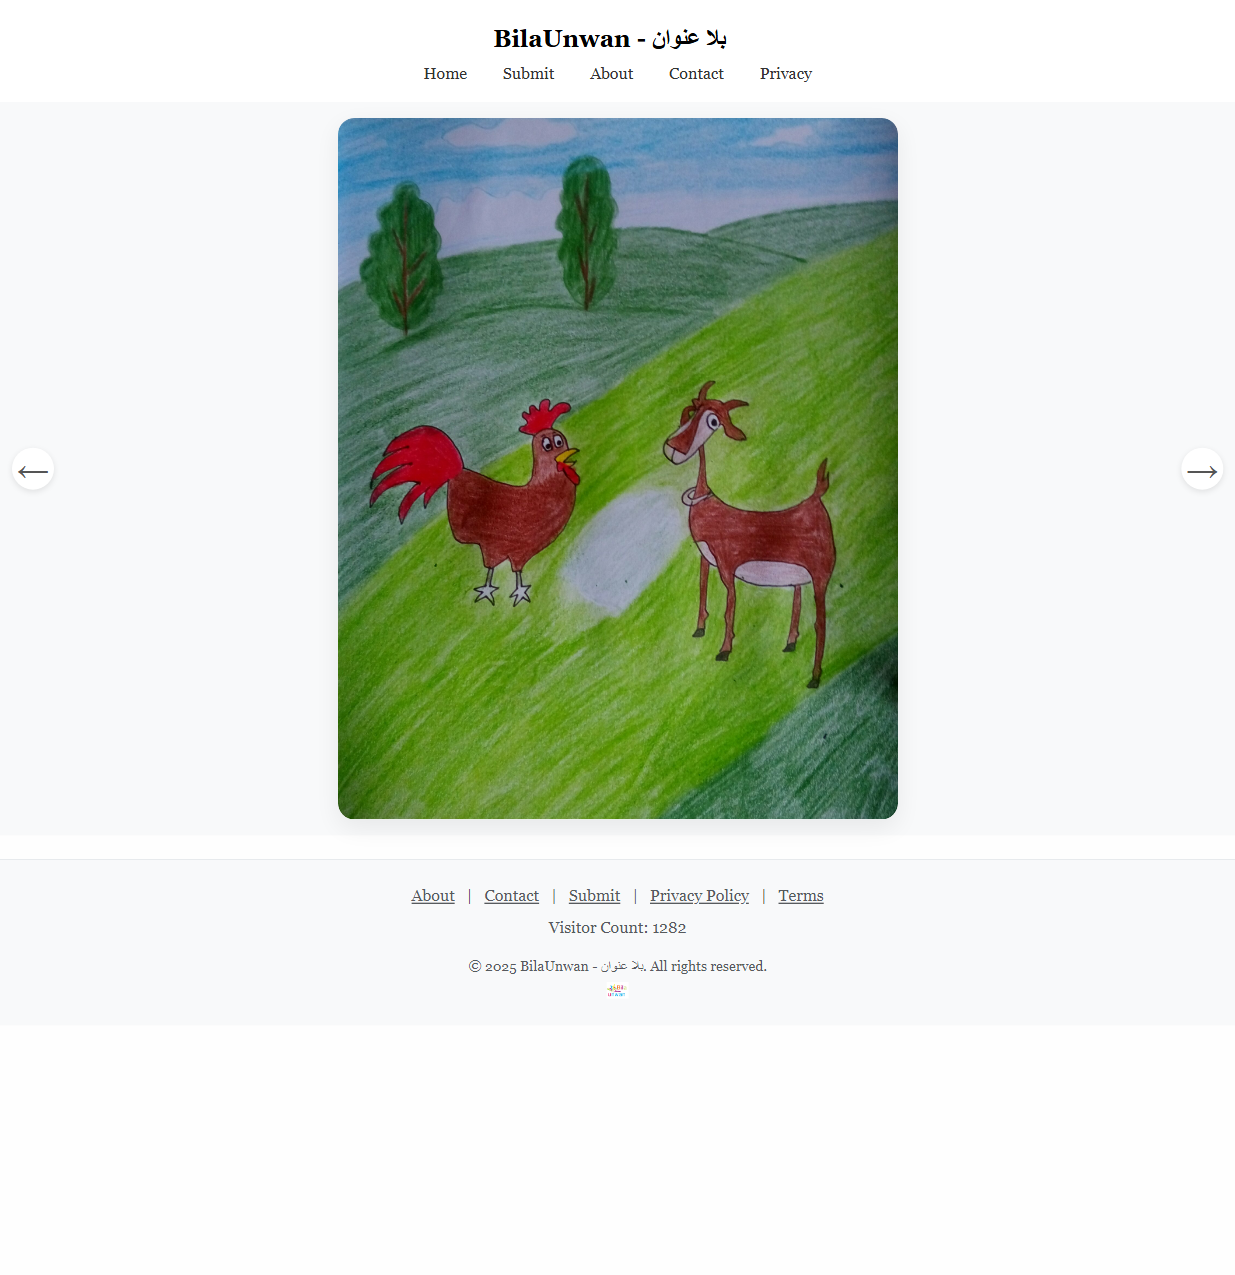 BilaUnwan - بلا عنوان
Home Submit About Contact Privacy
About | Contact | Submit | Privacy Policy | Terms
Visitor Count: 1282
© 2025 BilaUnwan - بلا عنوان. All rights reserved.